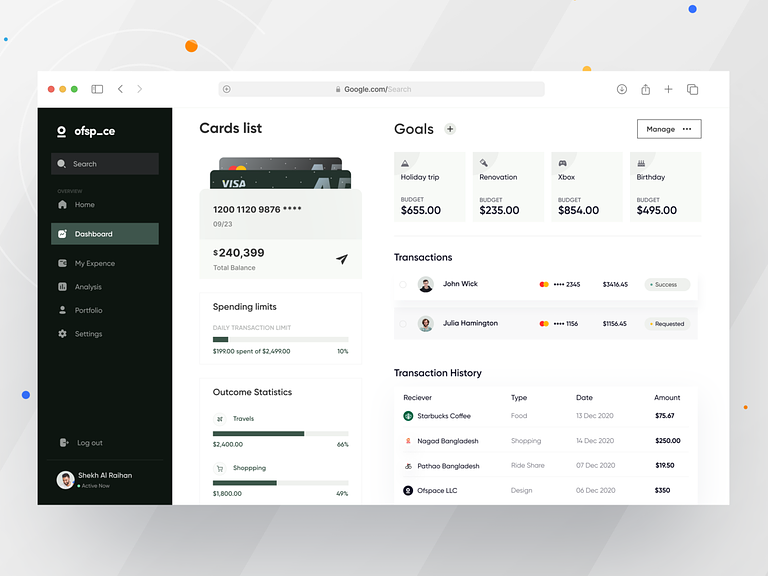 Google.com/Search
ofsp_ce
Search
OVERVIEW
Home
Dashboard
My Expence
Analysis
Portfolio
Settings
Log out
Shekh Al Raihan
Active Now
Cards list
VISA
1200 1120 9876 ****
09/23
$240,399
Total Balance
Spending limits
DAILY TRANSACTION LIMIT
$199.00 spent of $2,499.00 10%
Outcome Statistics
Travels
$2,400.00 66%
Shoppping
$1,800.00 49%
Goals
Manage
Holiday trip
BUDGET
$655.00
Renovation
BUDGET
$235.00
Xbox
BUDGET
$854.00
Birthday
BUDGET
$495.00
Transactions
John Wick •••• 2345 $3416.45 Success
Julia Hamington •••• 1156 $1156.45 Requested
Transaction History
Reciever Type Date Amount
Starbucks Coffee Food 13 Dec 2020 $75.67
Nagad Bangladesh Shopping 14 Dec 2020 $250.00
Pathao Bangladesh Ride Share 07 Dec 2020 $19.50
Ofspace LLC Design 06 Dec 2020 $350